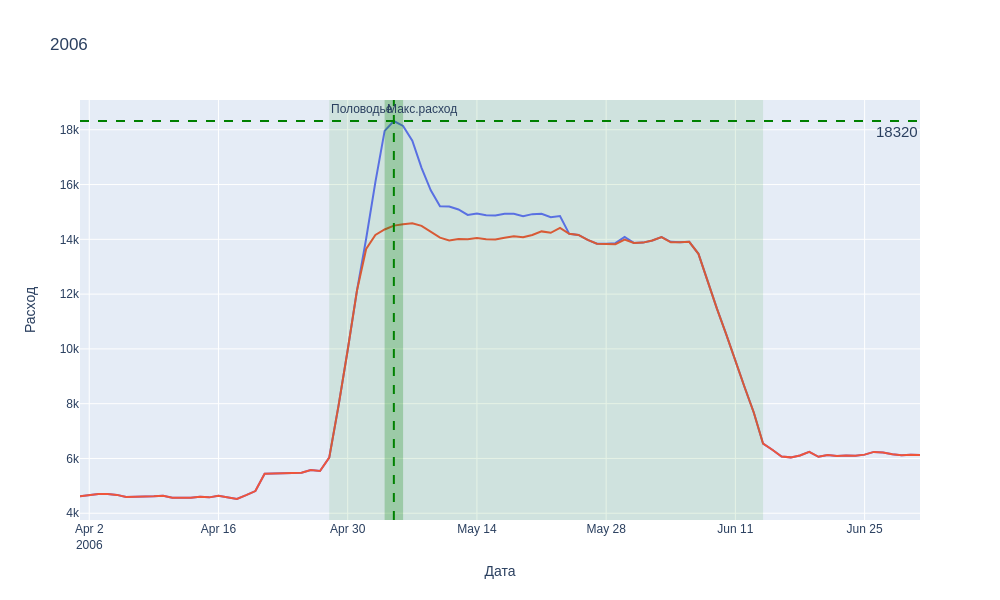 2006
Половодье
Макс.расход
18320
18k
16k
14k
12k
10k
8k
6k
4k
Расход
Apr 2
2006
Apr 16
Apr 30
May 14
May 28
Jun 11
Jun 25
Дата